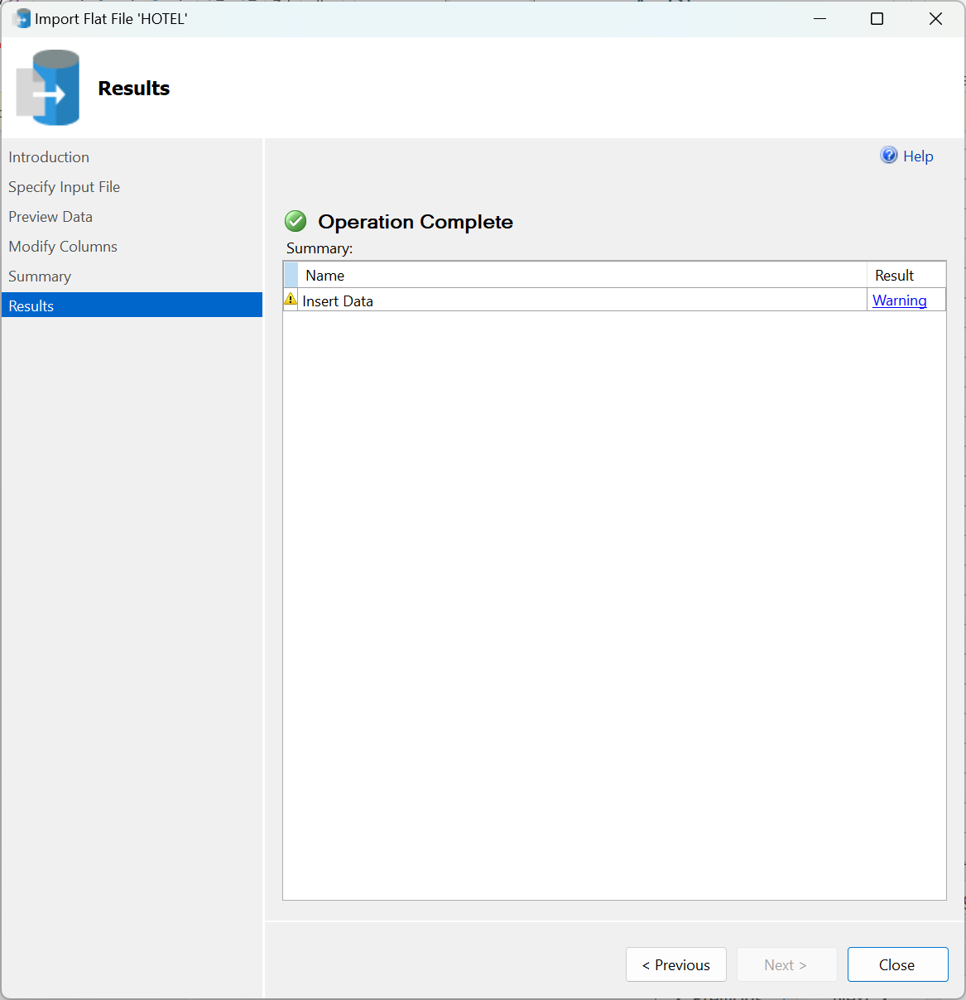 Import Flat File 'HOTEL'
Results
Introduction
Specify Input File
Preview Data
Modify Columns
Summary
Results
Help
Operation Complete
Summary:
Name Result
Insert Data Warning
< Previous Next > Close